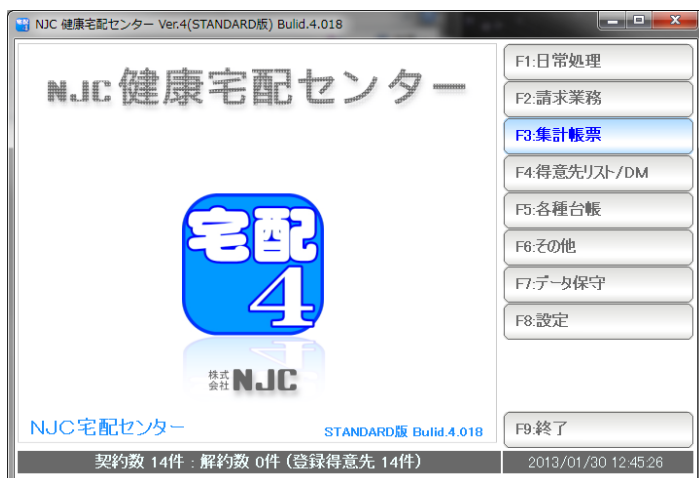 NJC 健康宅配センター Ver.4(STANDARD版) Bulid.4.018
NJC健康宅配センター
宅配
4
株式会社 NJC
NJC宅配センター
STANDARD版 Bulid.4.018
F1:日常処理
F2:請求業務
F3:集計帳票
F4:得意先リスト/DM
F5:各種台帳
F6:その他
F7:データ保守
F8:設定
F9:終了
契約数 14件 : 解約数 0件 (登録得意先 14件)
2013/01/30 12:45:26